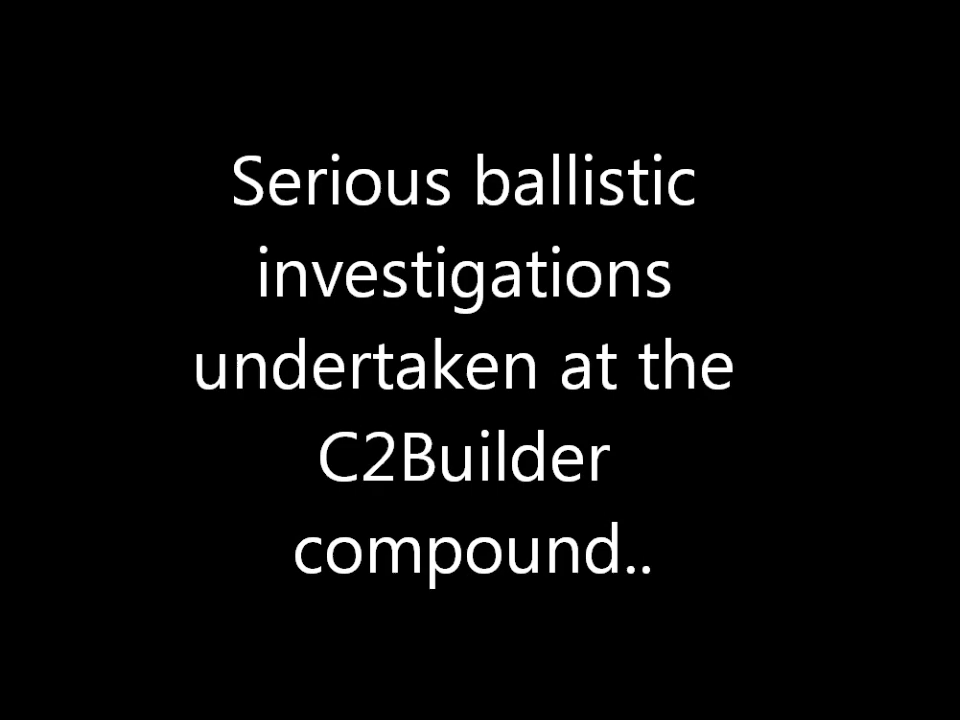 Serious ballistic
investigations
undertaken at the
C2Builder
compound..